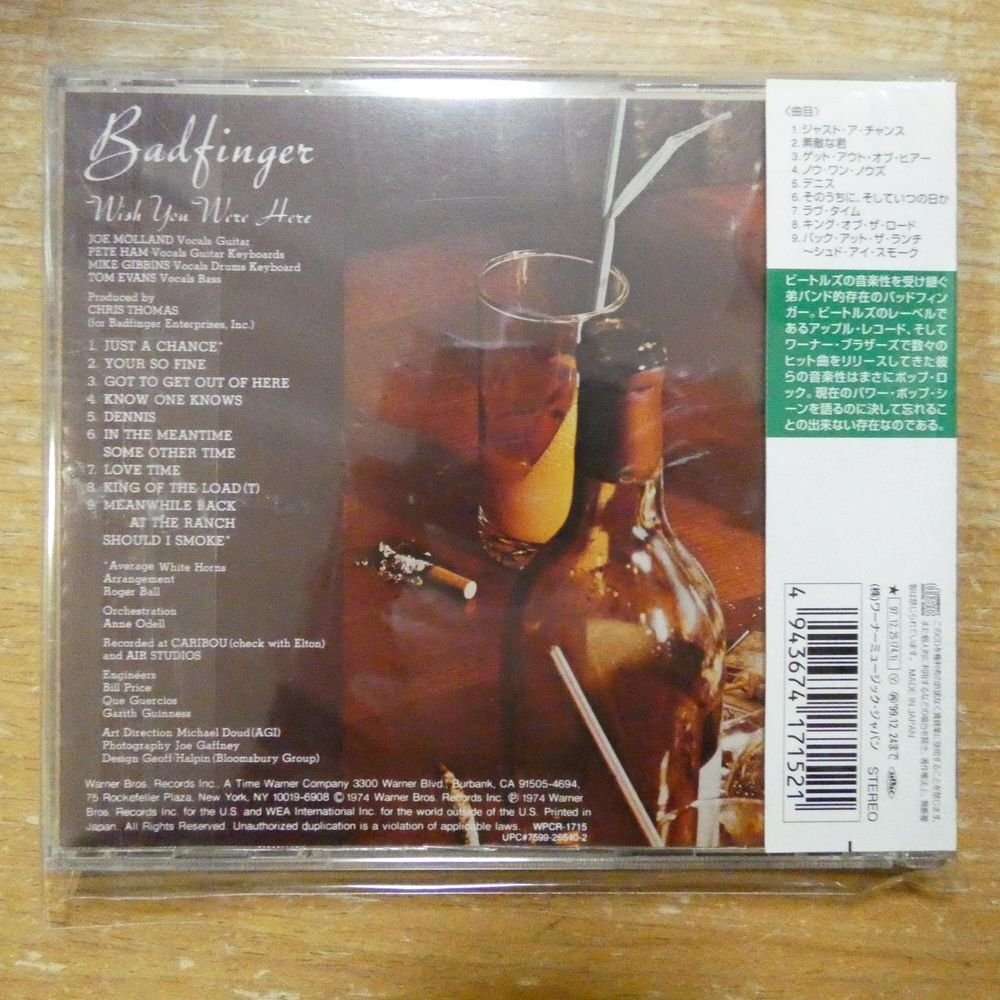 Badfinger
Wish You Were Here
JOE MOLLAND Vocals Guitar
PETE HAM Vocals Guitar Keyboards
MIKE GIBBINS Vocals Drums Keyboard
TOM EVANS Vocals Bass
Produced by
CHRIS THOMAS
(for Badfinger Enterprises, Inc.)
1. JUST A CHANCE*
2. YOUR SO FINE
3. GOT TO GET OUT OF HERE
4. KNOW ONE KNOWS
5. DENNIS
6. IN THE MEANTIME
SOME OTHER TIME
7. LOVE TIME
8. KING OF THE LOAD(T)
9. MEANWHILE BACK
AT THE RANCH
SHOULD I SMOKE*
*Average White Horns
Arrangement
Roger Ball
Orchestration
Anne Odell
Recorded at CARIBOU (check with Elton)
and AIR STUDIOS
Engineers
Bill Price
Que Guercios
Garith Guinness
Art Direction Michael Doud (AGI)
Photography Joe Gaffney
Design Geoff Halpin (Bloomsbury Group)
Warner Bros. Records Inc., A Time Warner Company 3300 Warner Blvd., Burbank, CA 91505-4694,
75 Rockefeller Plaza, New York, NY 10019-6908 Ⓒ 1974 Warner Bros. Records Inc. Ⓟ 1974 Warner
Bros. Records Inc. for the U.S. and WEA International Inc. for the world outside of the U.S. Printed in
Japan. All Rights Reserved. Unauthorized duplication is a violation of applicable laws. WPCR-1715
UPC#7599-26540-2
〈曲目〉
1.ジャスト・ア・チャンス
2.素敵な君
3.ゲット・アウト・オブ・ヒアー
4.ノウ・ワン・ノウズ
5.デニス
6.そのうちに、そしていつの日か
7.ラヴ・タイム
8.キング・オブ・ザ・ロード
9.バック・アット・ザ・ランチ
～シュド・アイ・スモーク
ビートルズの音楽性を受け継ぐ
弟バンド的存在のバッドフィン
ガー。ビートルズのレーベルで
あるアップル・レコード、そして
ワーナー・ブラザーズで数々の
ヒット曲をリリースしてきた彼
らの音楽性はまさにポップ・ロ
ック。現在のパワー・ポップ・シ
ーンを語るのに決して忘れるこ
との出来ない存在なのである。
MADE IN JAPAN
★ 97.12.25(74.1) Ⓨ 再'99.12.24まで
(株)ワーナーミュージック・ジャパン STEREO
4 943674 171521